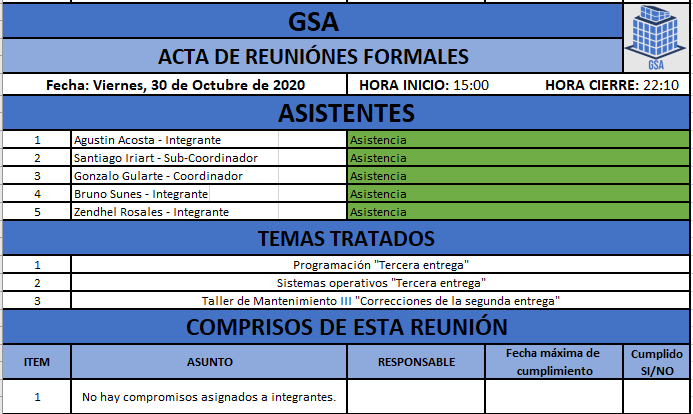 GSA
ACTA DE REUNIÓNES FORMALES
GSA
Fecha: Viernes, 30 de Octubre de 2020 HORA INICIO: 15:00 HORA CIERRE: 22:10
ASISTENTES
1 Agustin Acosta - Integrante Asistencia
2 Santiago Iriart - Sub-Coordinador Asistencia
3 Gonzalo Gularte - Coordinador Asistencia
4 Bruno Sunes - Integrante Asistencia
5 Zendhel Rosales - Integrante Asistencia
TEMAS TRATADOS
1 Programación "Tercera entrega"
2 Sistemas operativos "Tercera entrega"
3 Taller de Mantenimiento III "Correcciones de la segunda entrega"
COMPRISOS DE ESTA REUNIÓN
ITEM ASUNTO RESPONSABLE Fecha máxima de cumplimiento Cumplido SI/NO
1 No hay compromisos asignados a integrantes.